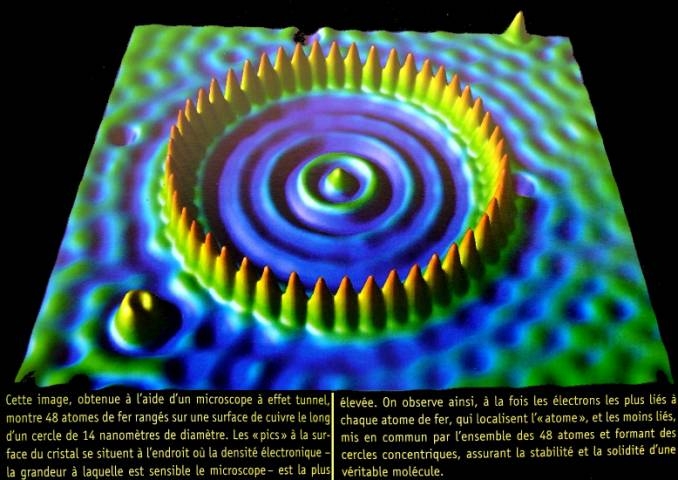 Cette image, obtenue à l'aide d'un microscope à effet tunnel,
montre 48 atomes de fer rangés sur une surface de cuivre le long
d'un cercle de 14 nanomètres de diamètre. Les « pics » à la sur-
face du cristal se situent à l'endroit où la densité électronique –
la grandeur à laquelle est sensible le microscope – est la plus
élevée. On observe ainsi, à la fois les électrons les plus liés à
chaque atome de fer, qui localisent l'« atome », et les moins liés,
mis en commun par l'ensemble des 48 atomes et formant des
cercles concentriques, assurant la stabilité et la solidité d'une
véritable molécule.